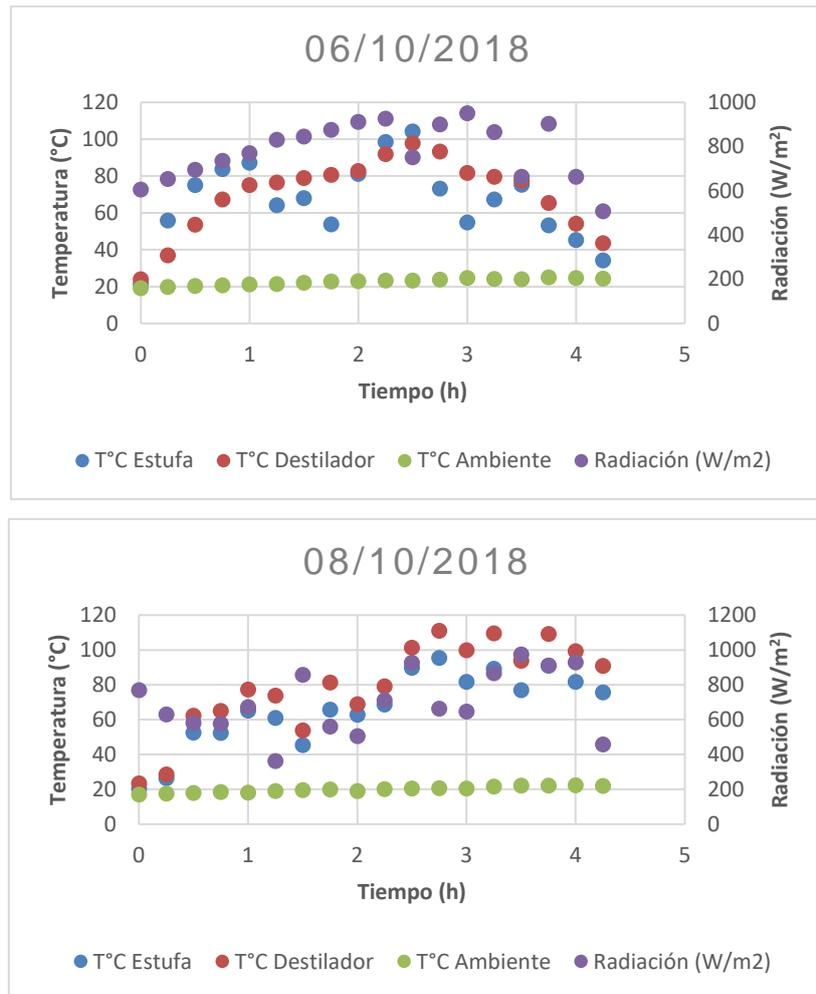 06/10/2018
120 1000
100 800
80 600
60 400
40 200
20 0
0
Temperatura (°C)
Radiación (W/m²)
0 1 2 3 4 5
Tiempo (h)
T°C Estufa T°C Destilador T°C Ambiente Radiación (W/m2)
08/10/2018
120 1200
100 1000
80 800
60 600
40 400
20 200
0 0
Temperatura (°C)
Radiación (W/m²)
0 1 2 3 4 5
Tiempo (h)
T°C Estufa T°C Destilador T°C Ambiente Radiación (W/m2)